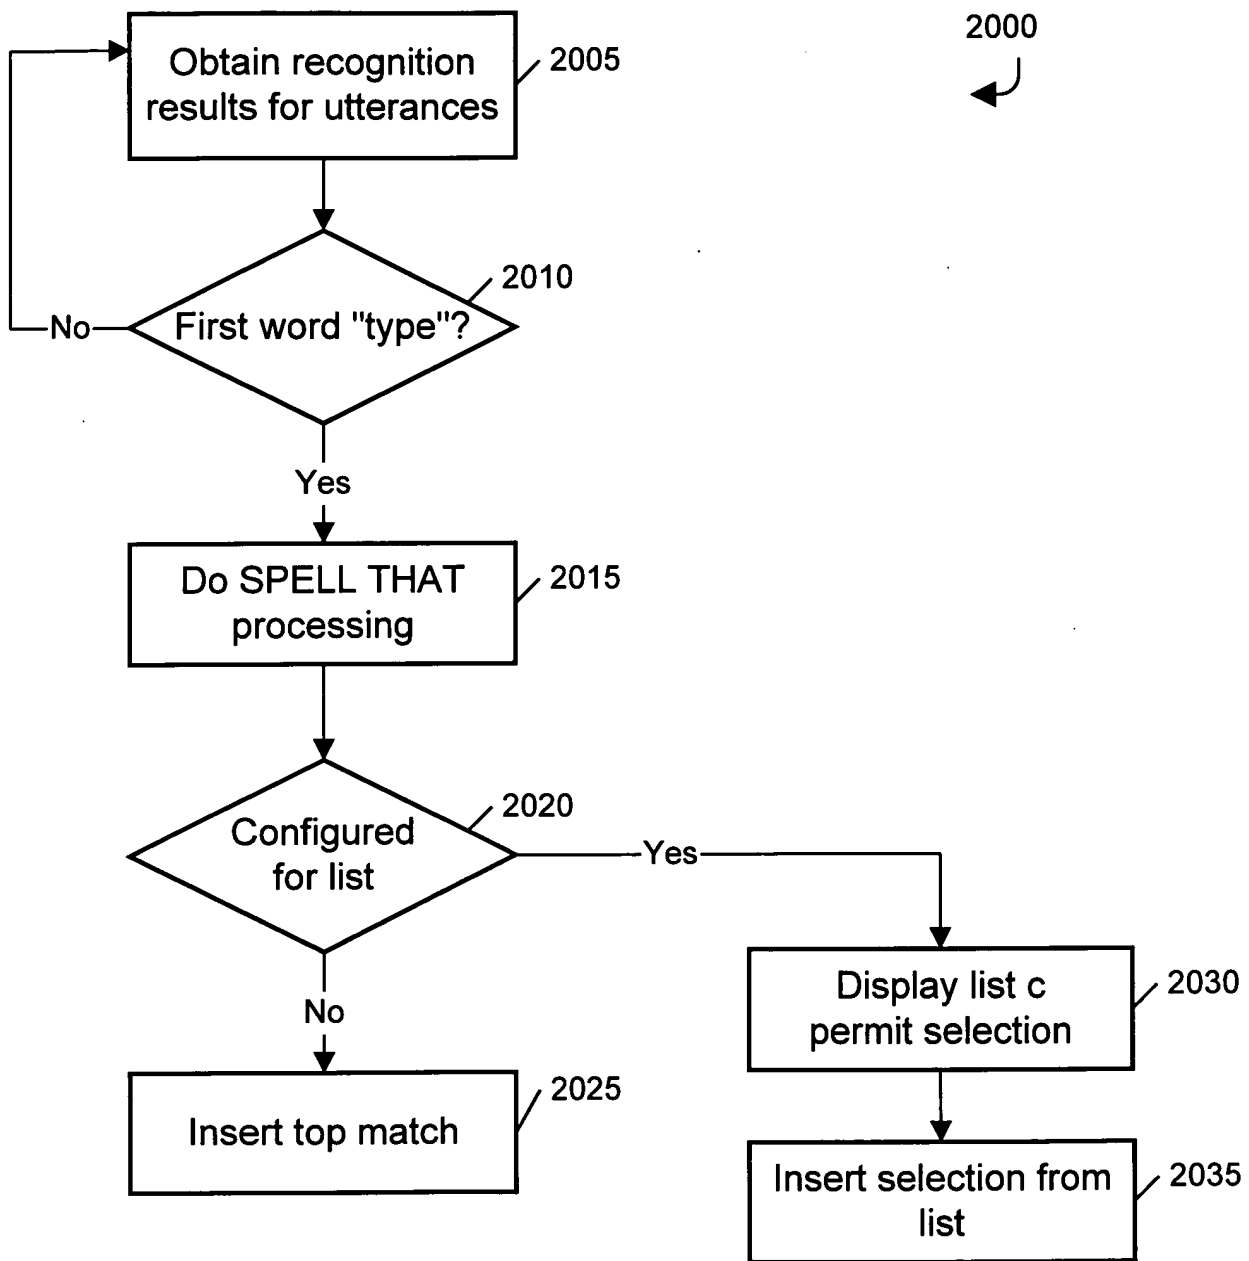 2000
Obtain recognition
results for utterances
2005
First word "type"?
2010
No
Yes
Do SPELL THAT
processing
2015
Configured
for list
2020
Yes
No
Display list c
permit selection
2030
Insert top match
2025
Insert selection from
list
2035